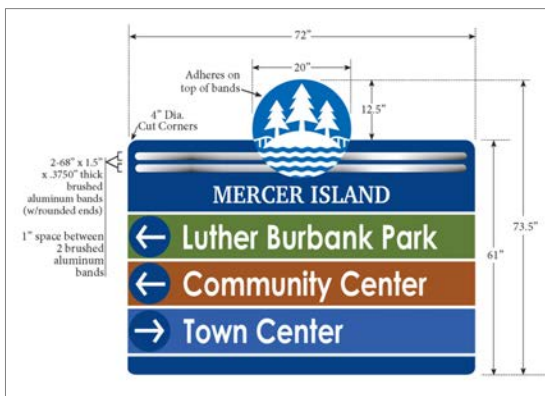 72"
20"
Adheres on
top of bands
12.5"
4" Dia.
Cut Corners
2-68" x 1.5"
x .3750" thick
brushed
aluminum bands
(w/rounded ends)
1" space between
2 brushed
aluminum
bands
MERCER ISLAND
Luther Burbank Park
Community Center
Town Center
61"
73.5"